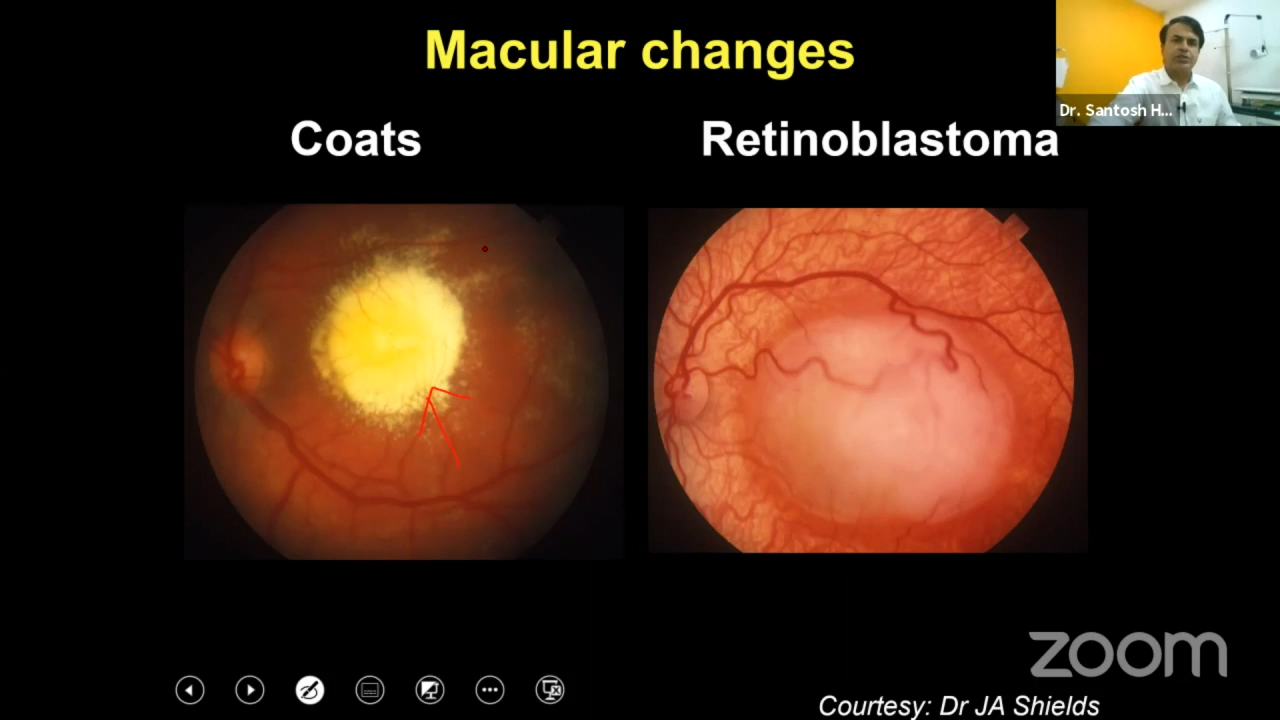 Macular changes
Dr. Santosh H...
Coats
Retinoblastoma
zoom
Courtesy: Dr JA Shields